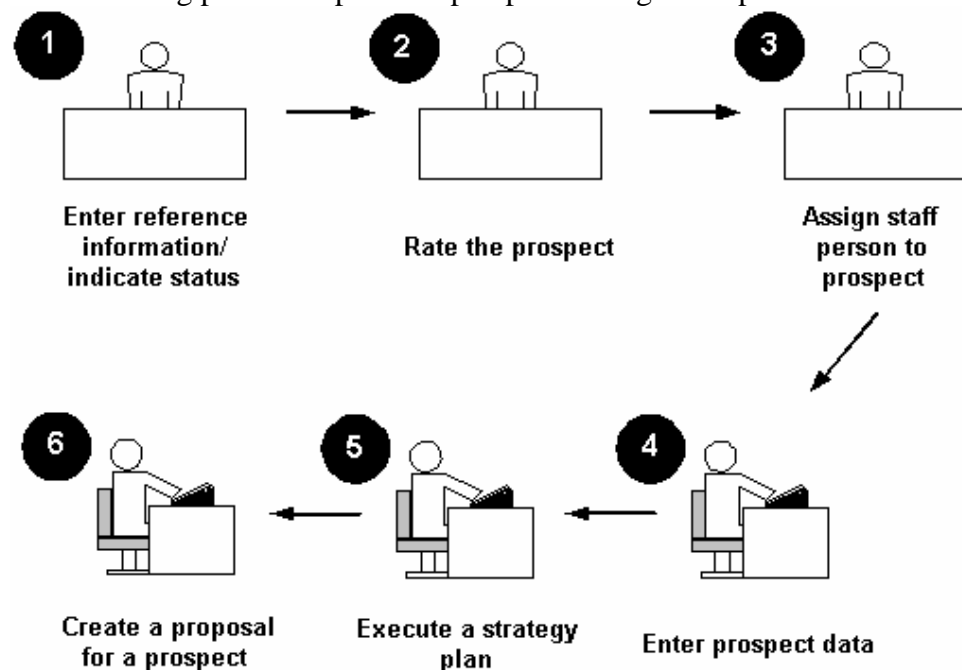 1
Enter reference
information/
indicate status
2
Rate the prospect
3
Assign staff
person to
prospect
4
Enter prospect data
5
Execute a strategy
plan
6
Create a proposal
for a prospect